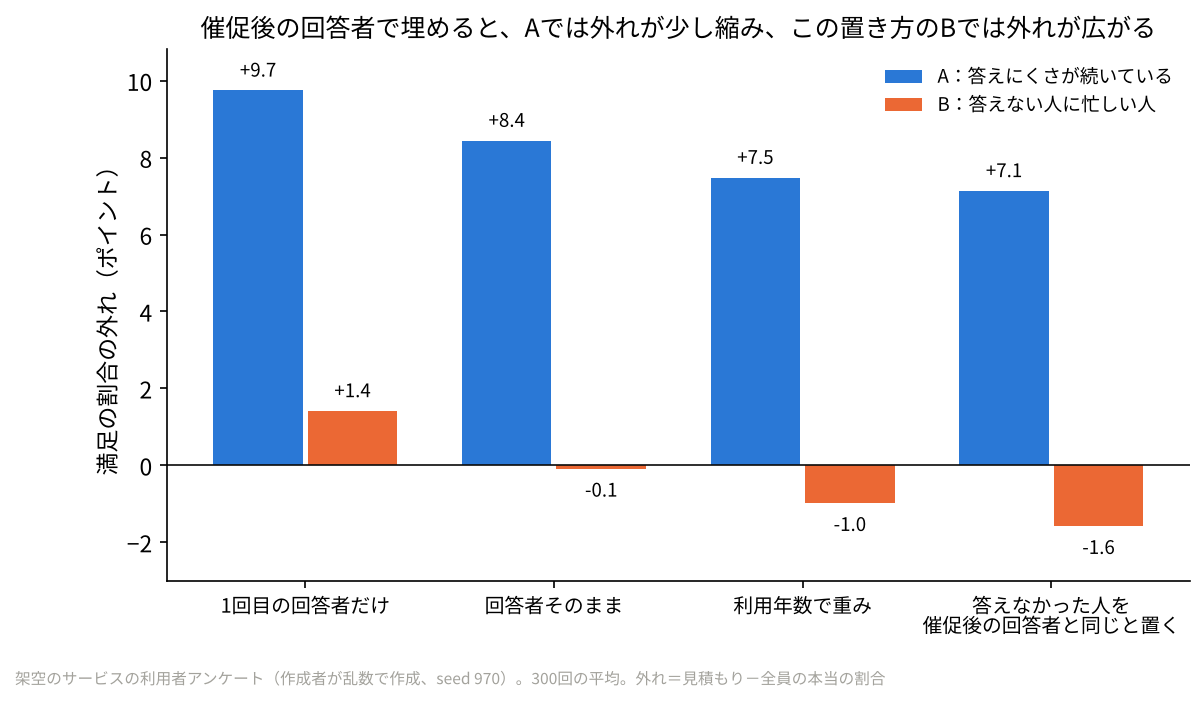 催促後の回答者で埋めると、Aでは外れが少し縮み、この置き方のBでは外れが広がる
A：答えにくさが続いている
B：答えない人に忙しい人
満足の割合の外れ（ポイント）
10
8
6
4
2
0
−2
+9.7
+1.4
+8.4
-0.1
+7.5
-1.0
+7.1
-1.6
1回目の回答者だけ
回答者そのまま
利用年数で重み
答えなかった人を
催促後の回答者と同じと置く
架空のサービスの利用者アンケート（作成者が乱数で作成、seed 970）。300回の平均。外れ＝見積もり－全員の本当の割合